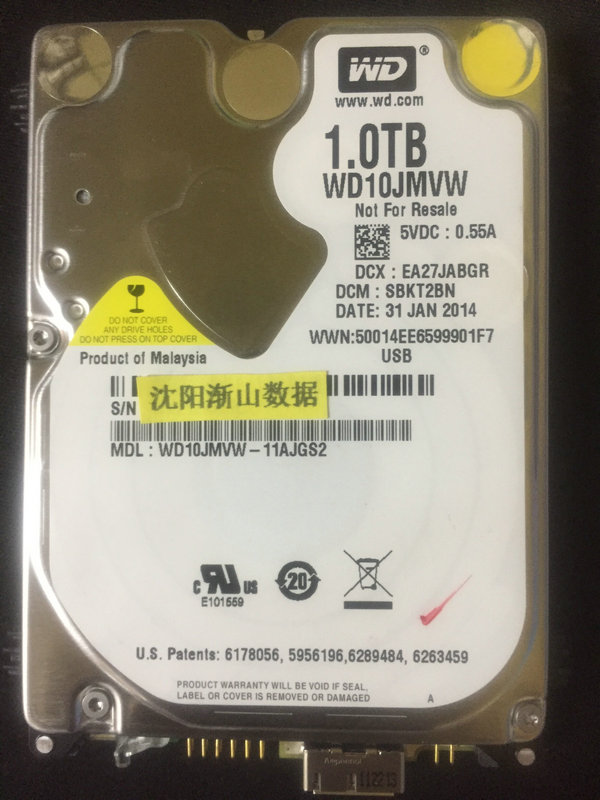 WD®
www.wd.com
1.0TB
WD10JMVW
Not For Resale
5VDC : 0.55A
DCX : EA27JABGR
DCM : SBKT2BN
DATE: 31 JAN 2014
WWN:50014EE6599901F7
USB
DO NOT COVER
ANY DRIVE HOLES
DO NOT PRESS ON TOP COVER
Product of Malaysia
S/N
沈阳渐山数据
MDL : WD10JMVW – 11AJGS2
c RU US
E101559
20
U.S. Patents: 6178056, 5956196,6289484, 6263459
PRODUCT WARRANTY WILL BE VOID IF SEAL,
LABEL OR COVER IS REMOVED OR DAMAGED
A
Amphenol